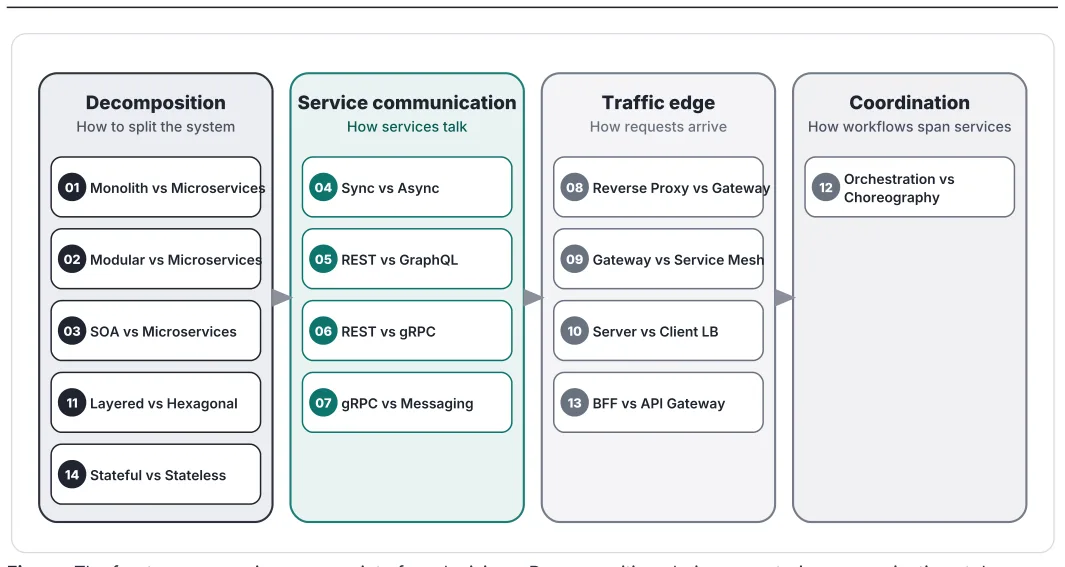 Decomposition
How to split the system
01 Monolith vs Microservices
02 Modular vs Microservices
03 SOA vs Microservices
11 Layered vs Hexagonal
14 Stateful vs Stateless
Service communication
How services talk
04 Sync vs Async
05 REST vs GraphQL
06 REST vs gRPC
07 gRPC vs Messaging
Traffic edge
How requests arrive
08 Reverse Proxy vs Gateway
09 Gateway vs Service Mesh
10 Server vs Client LB
13 BFF vs API Gateway
Coordination
How workflows span services
12 Orchestration vs
Choreography